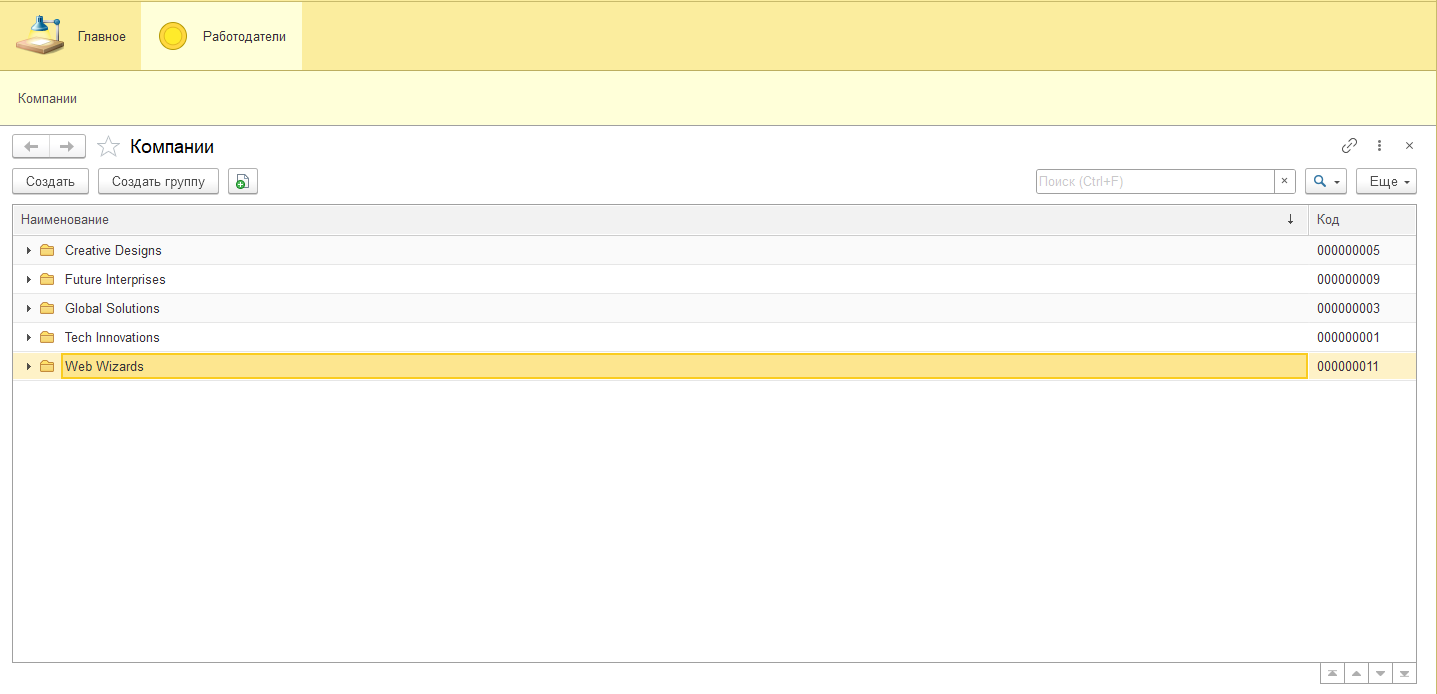 Главное Работодатели
Компании
Компании
Создать Создать группу Поиск (Ctrl+F) × Еще
Наименование ↓ Код
Creative Designs 000000005
Future Interprises 000000009
Global Solutions 000000003
Tech Innovations 000000001
Web Wizards 000000011